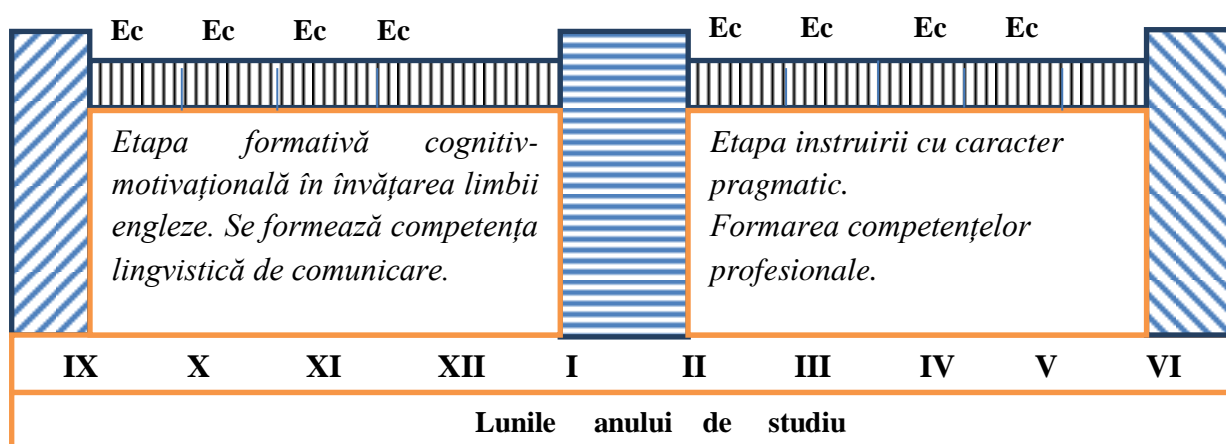 Ec Ec Ec Ec Ec Ec Ec Ec
Etapa formativă cognitiv-
motivațională în învățarea limbii
engleze. Se formează competența
lingvistică de comunicare.
Etapa instruirii cu caracter
pragmatic.
Formarea competențelor
profesionale.
IX X XI XII I II III IV V VI
Lunile anului de studiu